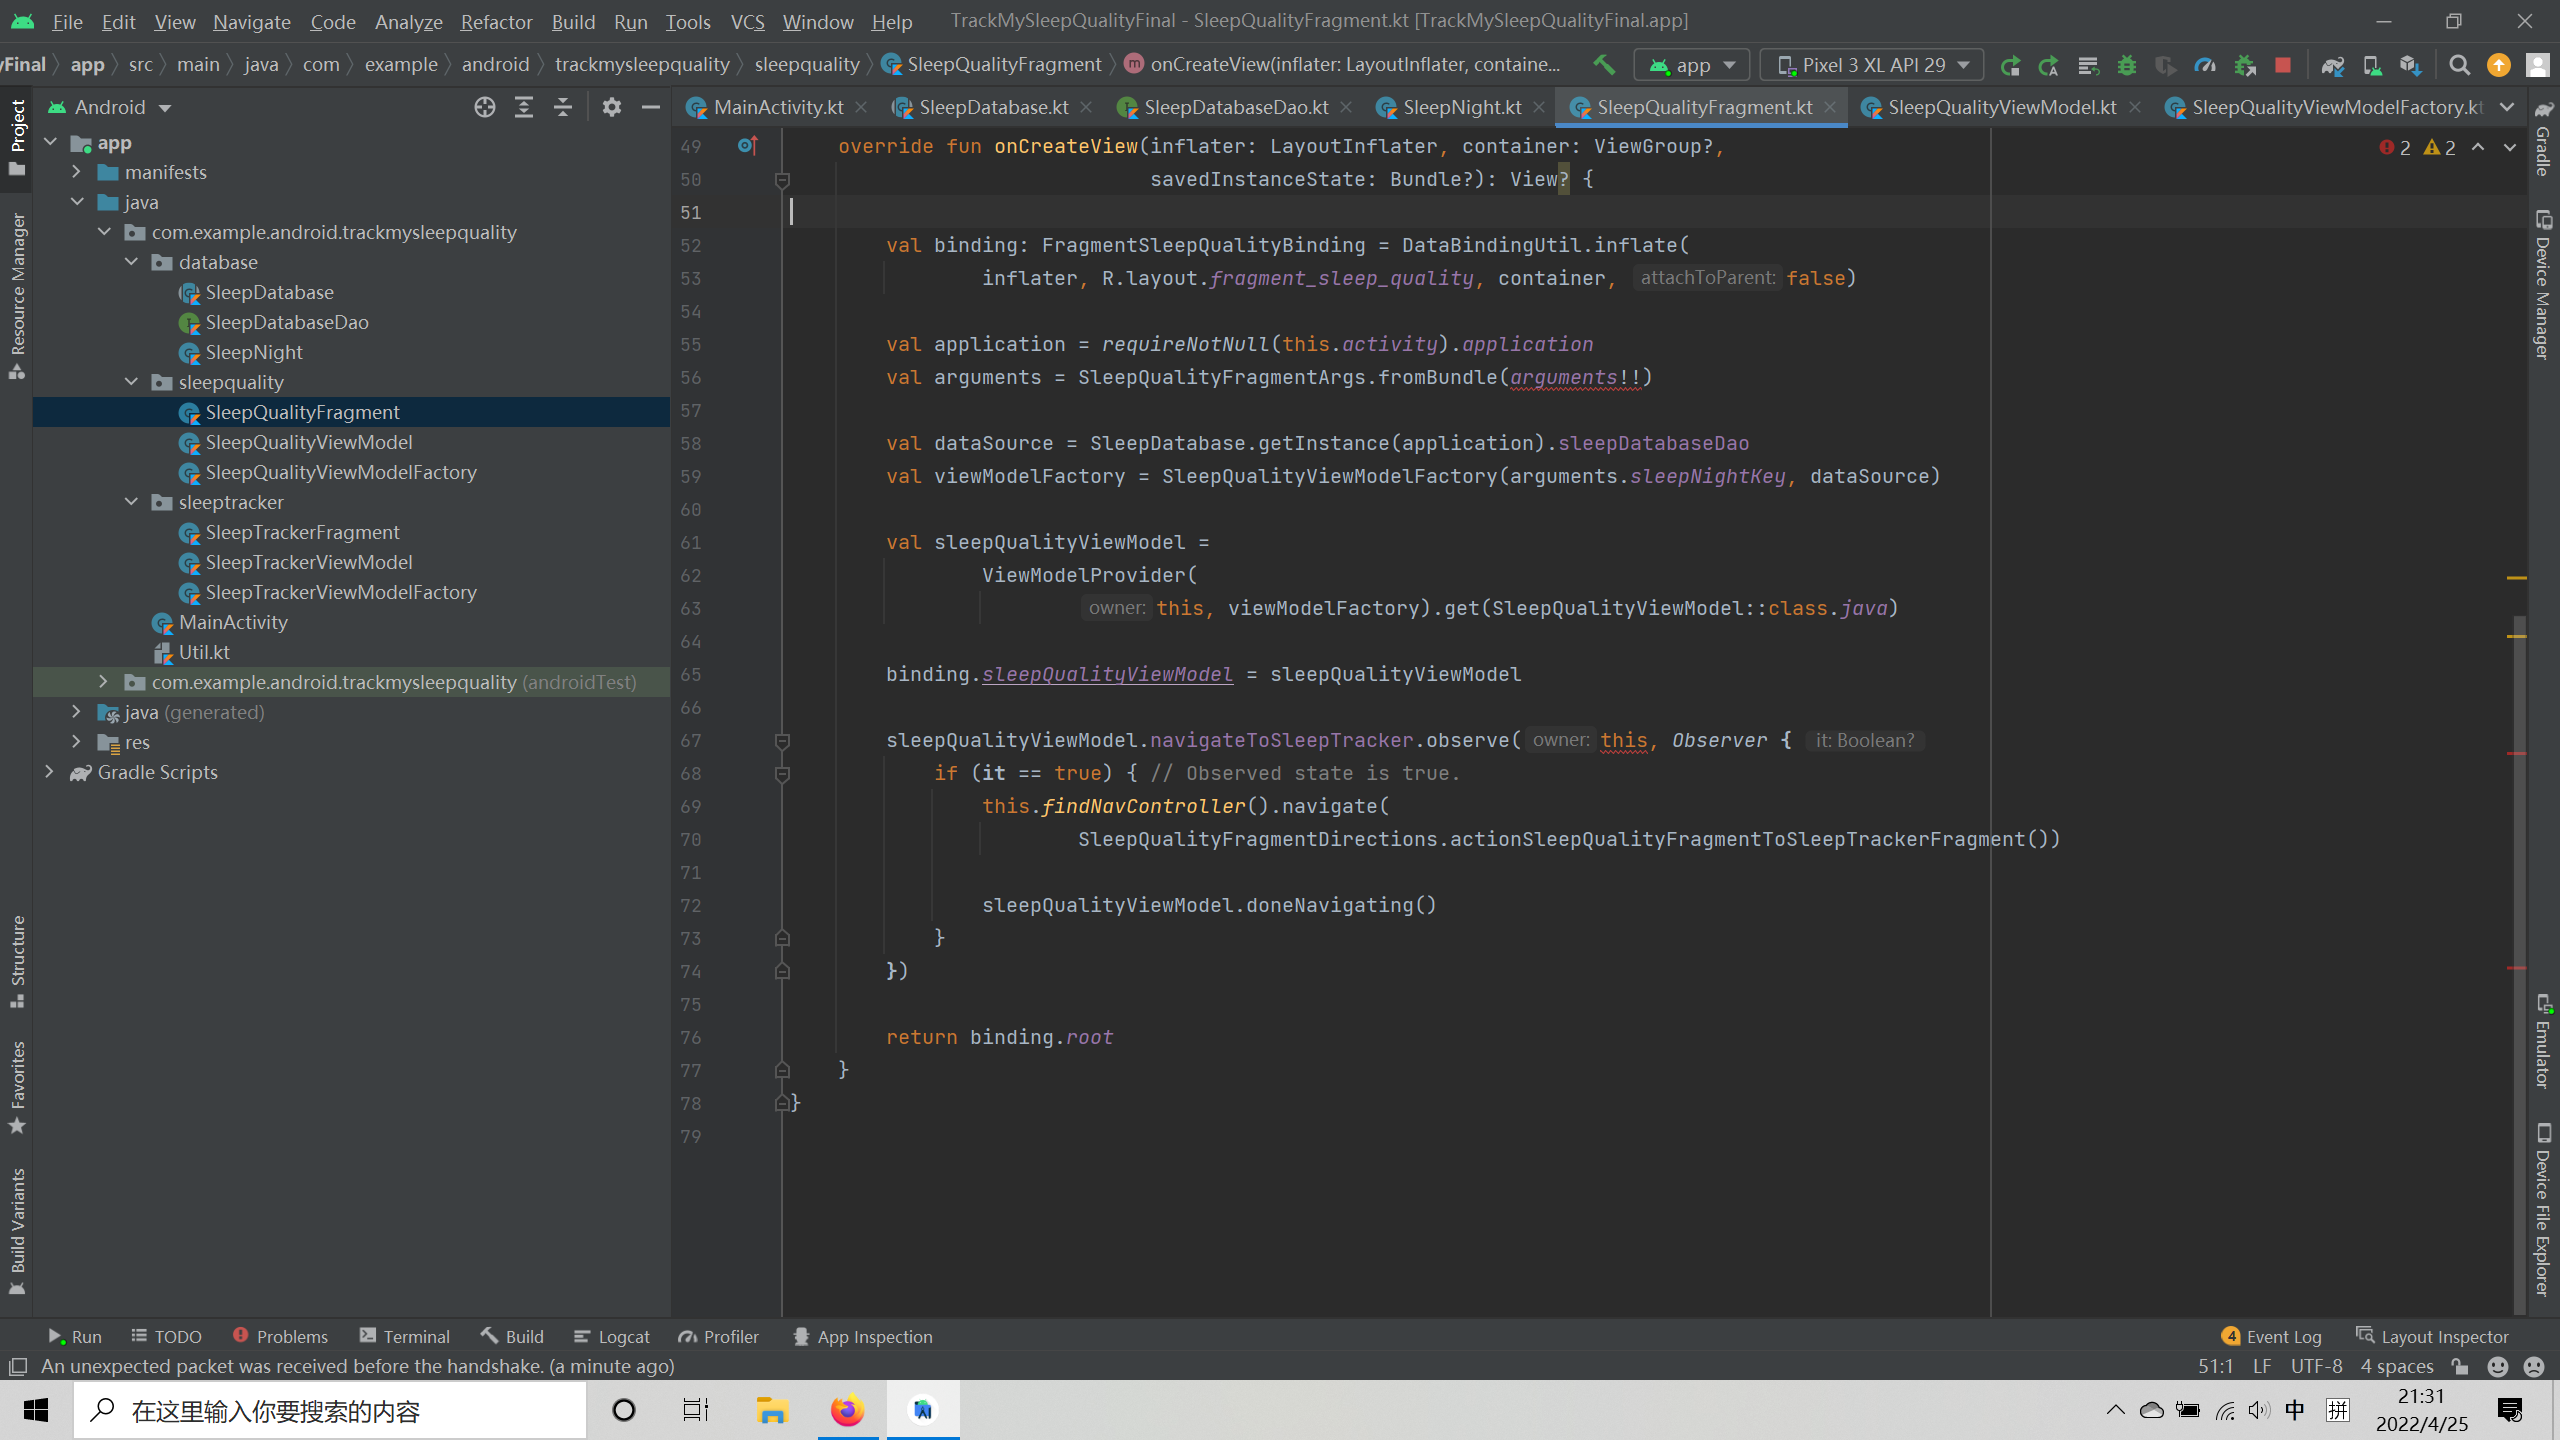 File Edit View Navigate Code Analyze Refactor Build Run Tools VCS Window Help TrackMySleepQualityFinal - SleepQualityFragment.kt [TrackMySleepQualityFinal.app]
yFinal app src main java com example android trackmysleepquality sleepquality SleepQualityFragment onCreateView(inflater: LayoutInflater, containe... app Pixel 3 XL API 29
Android MainActivity.kt SleepDatabase.kt SleepDatabaseDao.kt SleepNight.kt SleepQualityFragment.kt SleepQualityViewModel.kt SleepQualityViewModelFactory.kt
Project
Resource Manager
Structure
Favorites
Build Variants
app
manifests
java
com.example.android.trackmysleepquality
database
SleepDatabase
SleepDatabaseDao
SleepNight
sleepquality
SleepQualityFragment
SleepQualityViewModel
SleepQualityViewModelFactory
sleeptracker
SleepTrackerFragment
SleepTrackerViewModel
SleepTrackerViewModelFactory
MainActivity
Util.kt
com.example.android.trackmysleepquality (androidTest)
java (generated)
res
Gradle Scripts
49 override fun onCreateView(inflater: LayoutInflater, container: ViewGroup?, 2 2
50 savedInstanceState: Bundle?): View? {
51
52 val binding: FragmentSleepQualityBinding = DataBindingUtil.inflate(
53 inflater, R.layout.fragment_sleep_quality, container, attachToParent: false)
54
55 val application = requireNotNull(this.activity).application
56 val arguments = SleepQualityFragmentArgs.fromBundle(arguments!!)
57
58 val dataSource = SleepDatabase.getInstance(application).sleepDatabaseDao
59 val viewModelFactory = SleepQualityViewModelFactory(arguments.sleepNightKey, dataSource)
60
61 val sleepQualityViewModel =
62 ViewModelProvider(
63 owner: this, viewModelFactory).get(SleepQualityViewModel::class.java)
64
65 binding.sleepQualityViewModel = sleepQualityViewModel
66
67 sleepQualityViewModel.navigateToSleepTracker.observe( owner: this, Observer { it: Boolean?
68 if (it == true) { // Observed state is true.
69 this.findNavController().navigate(
70 SleepQualityFragmentDirections.actionSleepQualityFragmentToSleepTrackerFragment())
71
72 sleepQualityViewModel.doneNavigating()
73 }
74 })
75
76 return binding.root
77 }
78 }
79
Gradle
Device Manager
Emulator
Device File Explorer
Run TODO Problems Terminal Build Logcat Profiler App Inspection 4 Event Log Layout Inspector
An unexpected packet was received before the handshake. (a minute ago) 51:1 LF UTF-8 4 spaces
在这里输入你要搜索的内容 中 拼 21:31
2022/4/25